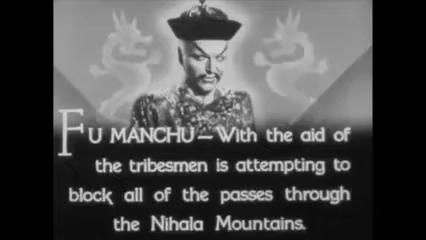 FU MANCHU—With the aid of
the tribesmen is attempting to
block all of the passes through
the Nihala Mountains.